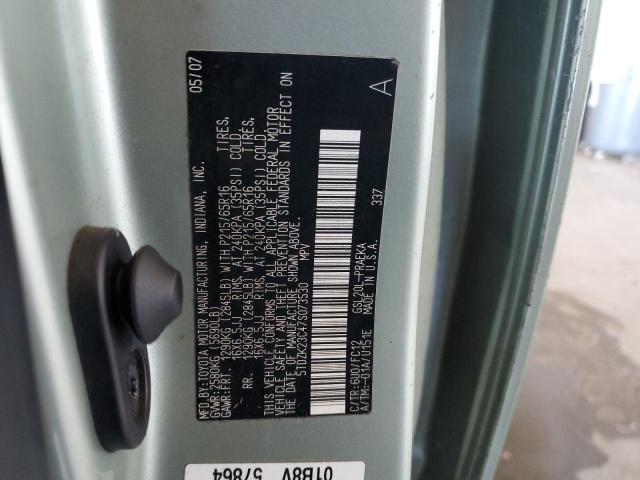 MFD.BY:TOYOTA MOTOR MANUFACTURING, INDIANA, INC. 05/07
GVWR:2580KG(5690LB)
GAWR:FRT. 1290KG(2845LB) WITH P215/65R16 TIRES,
16X6.5JJ RIMS, AT 240KPA(35PSI) COLD.
RR. 1290KG(2845LB) WITH P215/65R16 TIRES,
16X6.5JJ RIMS, AT 240KPA(35PSI) COLD.
THIS VEHICLE CONFORMS TO ALL APPLICABLE FEDERAL MOTOR
VEHICLE SAFETY AND THEFT PREVENTION STANDARDS IN EFFECT ON
THE DATE OF MANUFACTURE SHOWN ABOVE.
5TDZK23C47S073530 MPV
337 A
C/TR:6U0/FC12 GSL20L-PRAEKA
A/TM:-01A/U151E MADE IN U.S.A.
01B8V
57864